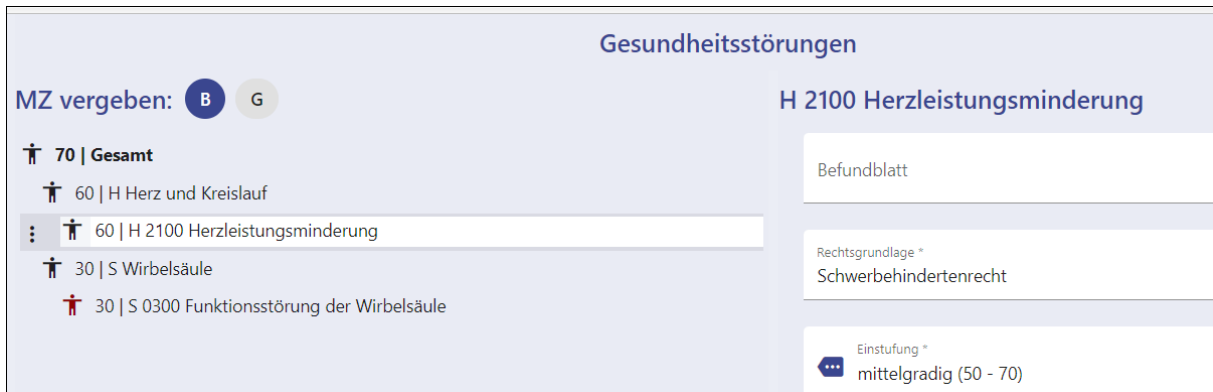 Gesundheitsstörungen
MZ vergeben: B G
70 | Gesamt
60 | H Herz und Kreislauf
60 | H 2100 Herzleistungsminderung
30 | S Wirbelsäule
30 | S 0300 Funktionsstörung der Wirbelsäule
H 2100 Herzleistungsminderung
Befundblatt
Rechtsgrundlage *
Schwerbehindertenrecht
Einstufung *
mittelgradig (50 - 70)